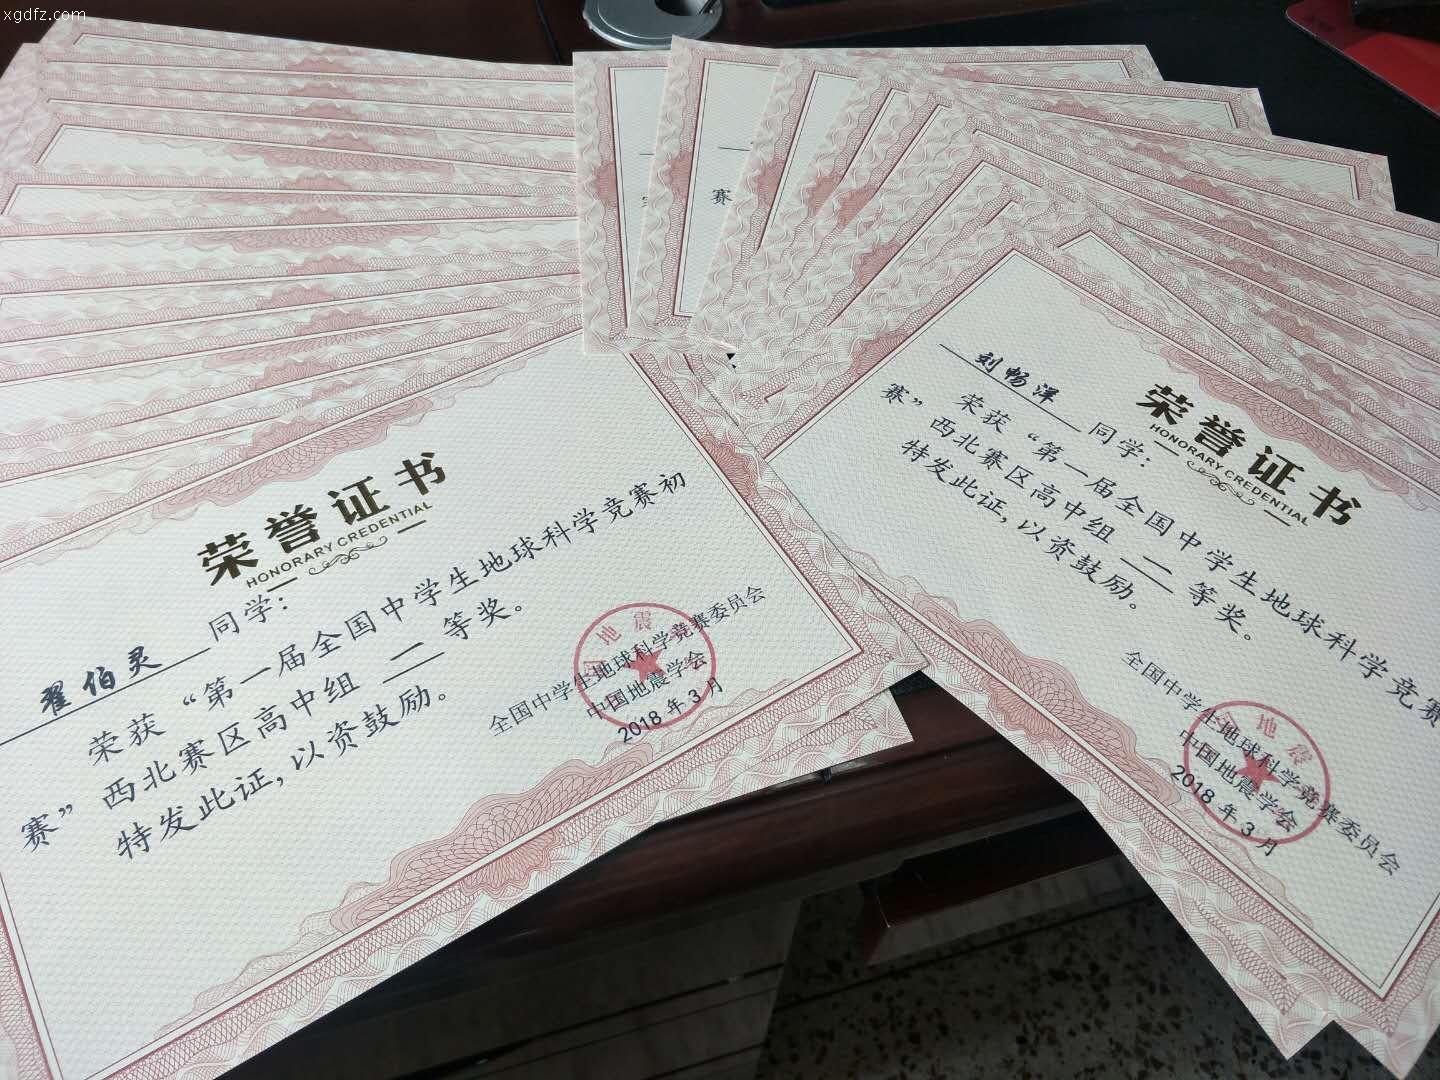 xgdfz.com
赛
荣誉证书
HONORARY CREDENTIAL
翟伯灵 同学：
荣获“第一届全国中学生地球科学竞赛初
赛”西北赛区高中组 一 等奖。
特发此证，以资鼓励。
全国中学生地球科学竞赛委员会
中国地震学会
2018 年 3 月
荣誉证书
HONORARY CREDENTIAL
刘畅洋 同学：
荣获“第一届全国中学生地球科学竞赛
赛”西北赛区高中组 二 等奖。
特发此证，以资鼓励。
全国中学生地球科学竞赛委员会
中国地震学会
2018 年 3 月